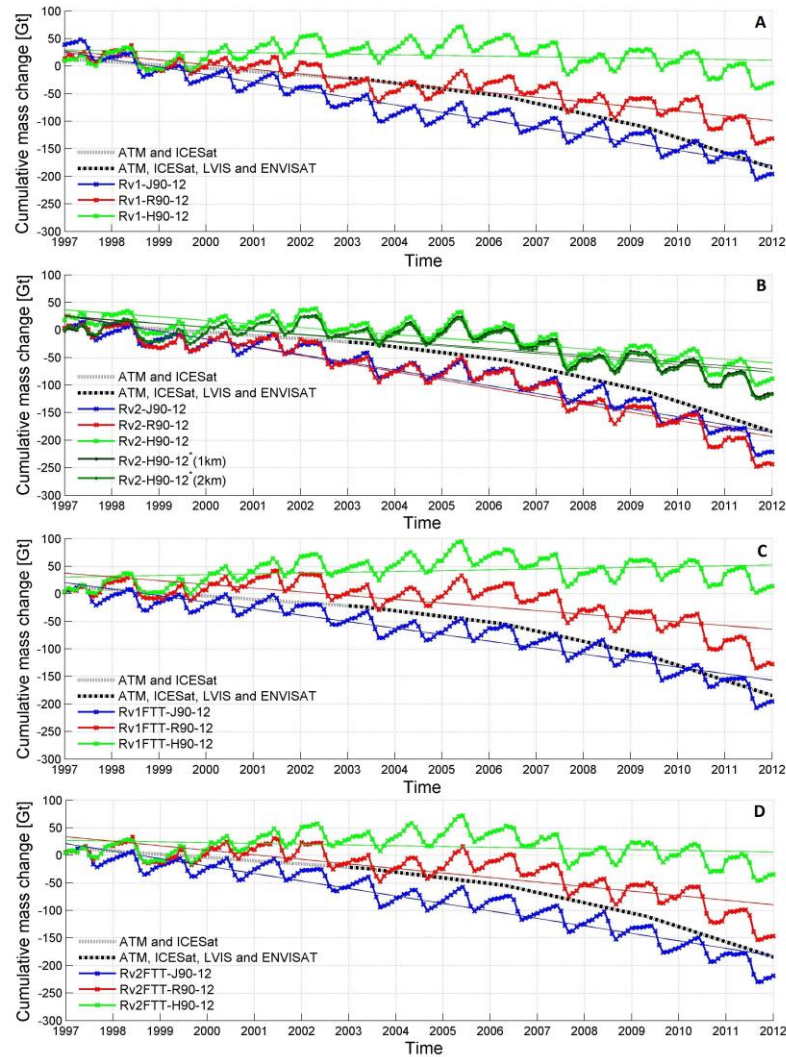 A
Cumulative mass change [Gt]
100
50
0
-50
-100
-150
-200
-250
-300
ATM and ICESat
ATM, ICESat, LVIS and ENVISAT
Rv1-J90-12
Rv1-R90-12
Rv1-H90-12
1997 1998 1999 2000 2001 2002 2003 2004 2005 2006 2007 2008 2009 2010 2011 2012
Time
B
Cumulative mass change [Gt]
100
50
0
-50
-100
-150
-200
-250
-300
ATM and ICESat
ATM, ICESat, LVIS and ENVISAT
Rv2-J90-12
Rv2-R90-12
Rv2-H90-12
Rv2-H90-12*(1km)
Rv2-H90-12*(2km)
1997 1998 1999 2000 2001 2002 2003 2004 2005 2006 2007 2008 2009 2010 2011 2012
Time
C
Cumulative mass change [Gt]
100
50
0
-50
-100
-150
-200
-250
-300
ATM and ICESat
ATM, ICESat, LVIS and ENVISAT
Rv1FTT-J90-12
Rv1FTT-R90-12
Rv1FTT-H90-12
1997 1998 1999 2000 2001 2002 2003 2004 2005 2006 2007 2008 2009 2010 2011 2012
Time
D
Cumulative mass change [Gt]
100
50
0
-50
-100
-150
-200
-250
-300
ATM and ICESat
ATM, ICESat, LVIS and ENVISAT
Rv2FTT-J90-12
Rv2FTT-R90-12
Rv2FTT-H90-12
1997 1998 1999 2000 2001 2002 2003 2004 2005 2006 2007 2008 2009 2010 2011 2012
Time